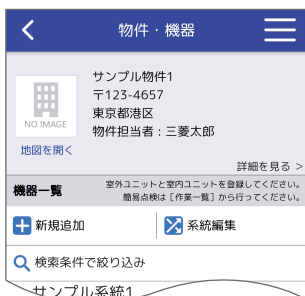 物件・機器
サンプル物件1
〒123-4657
東京都港区
物件担当者：三菱太郎
NO IMAGE
地図を開く
詳細を見る >
機器一覧
室外ユニットと室内ユニットを登録してください。
簡易点検は［作業一覧］から行ってください。
新規追加
系統編集
検索条件で絞り込み
サンプル系統1